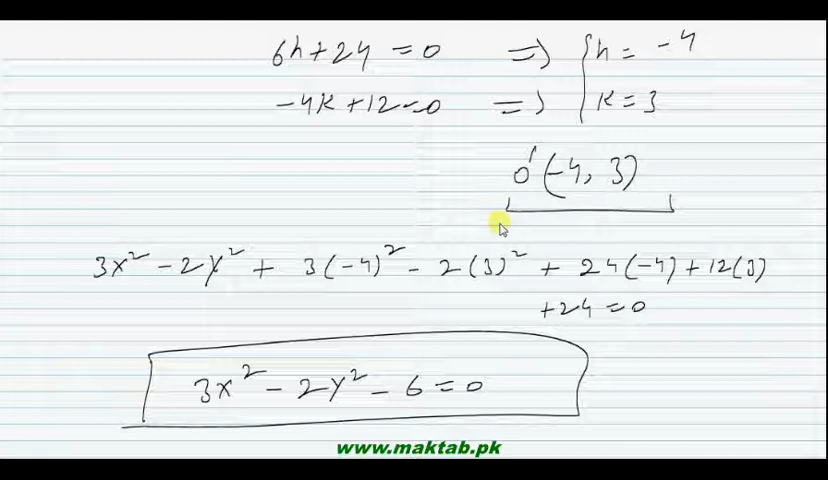 6h+24 = 0 => { h = -4
-4k+12=0 => { k = 3
O'(-4, 3)
3x² - 2y² + 3(-4)² - 2(3)² + 24(-4) + 12(3)
+24 = 0
3x² - 2y² - 6 = 0
www.maktab.pk